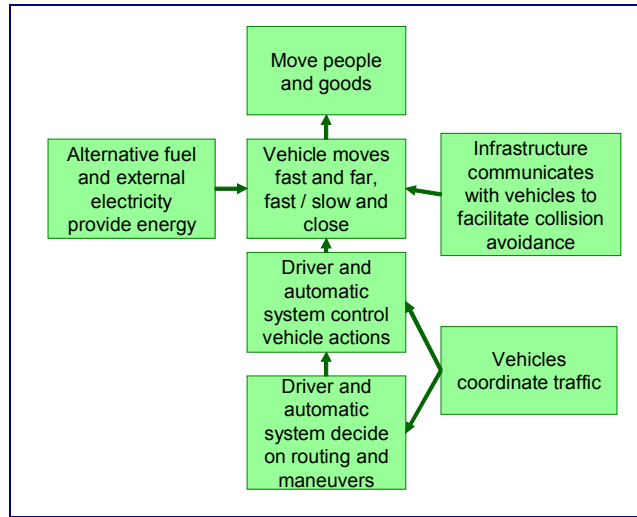 Move people
and goods
Alternative fuel
and external
electricity
provide energy
Vehicle moves
fast and far,
fast / slow and
close
Infrastructure
communicates
with vehicles to
facilitate collision
avoidance
Driver and
automatic
system control
vehicle actions
Vehicles
coordinate traffic
Driver and
automatic
system decide
on routing and
maneuvers